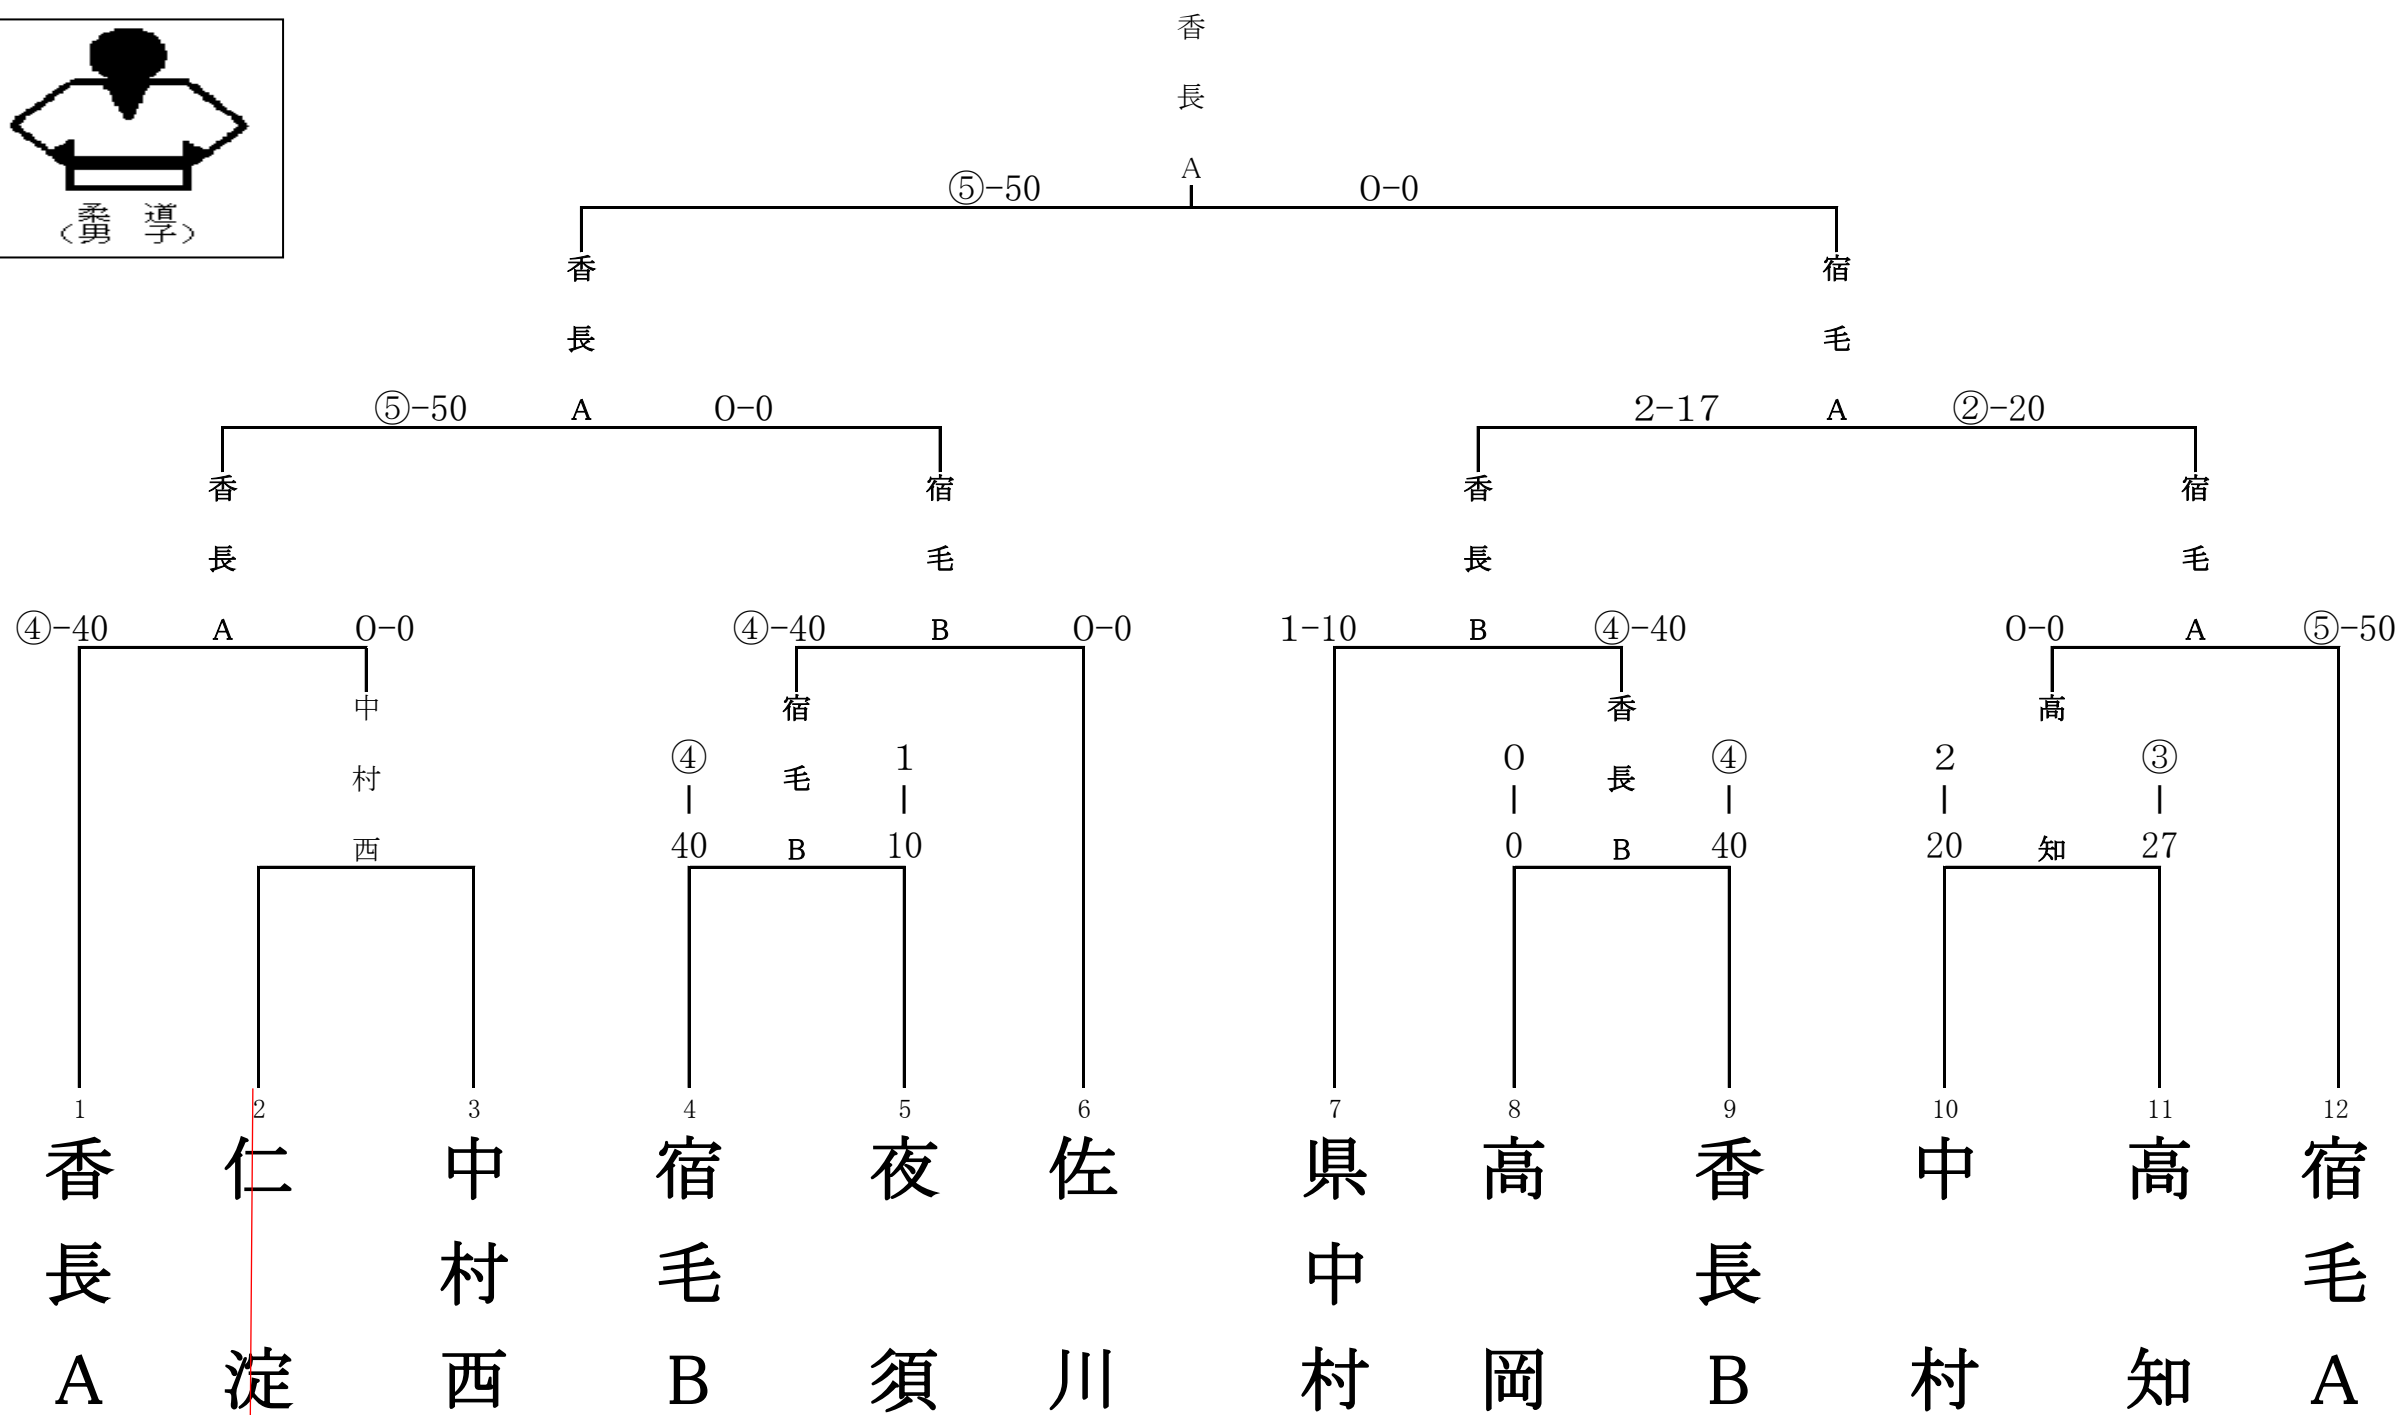 香長A
⑤-50 0-0
柔道
(男子)
香長A 宿毛A
⑤-50 0-0 2-17 ②-20
香長A 宿毛B 香長B 宿毛A
④-40 0-0 ④-40 0-0 1-10 ④-40 0-0 ⑤-50
中村西 宿毛B 香長B 高知
④ 1 0 ④ 2 ③
| | | | | |
40 10 0 40 20 27
1 2 3 4 5 6 7 8 9 10 11 12
香長A
仁淀
中村西
宿毛B
夜須
佐川
県中村
高岡
香長B
中村
高知
宿毛A